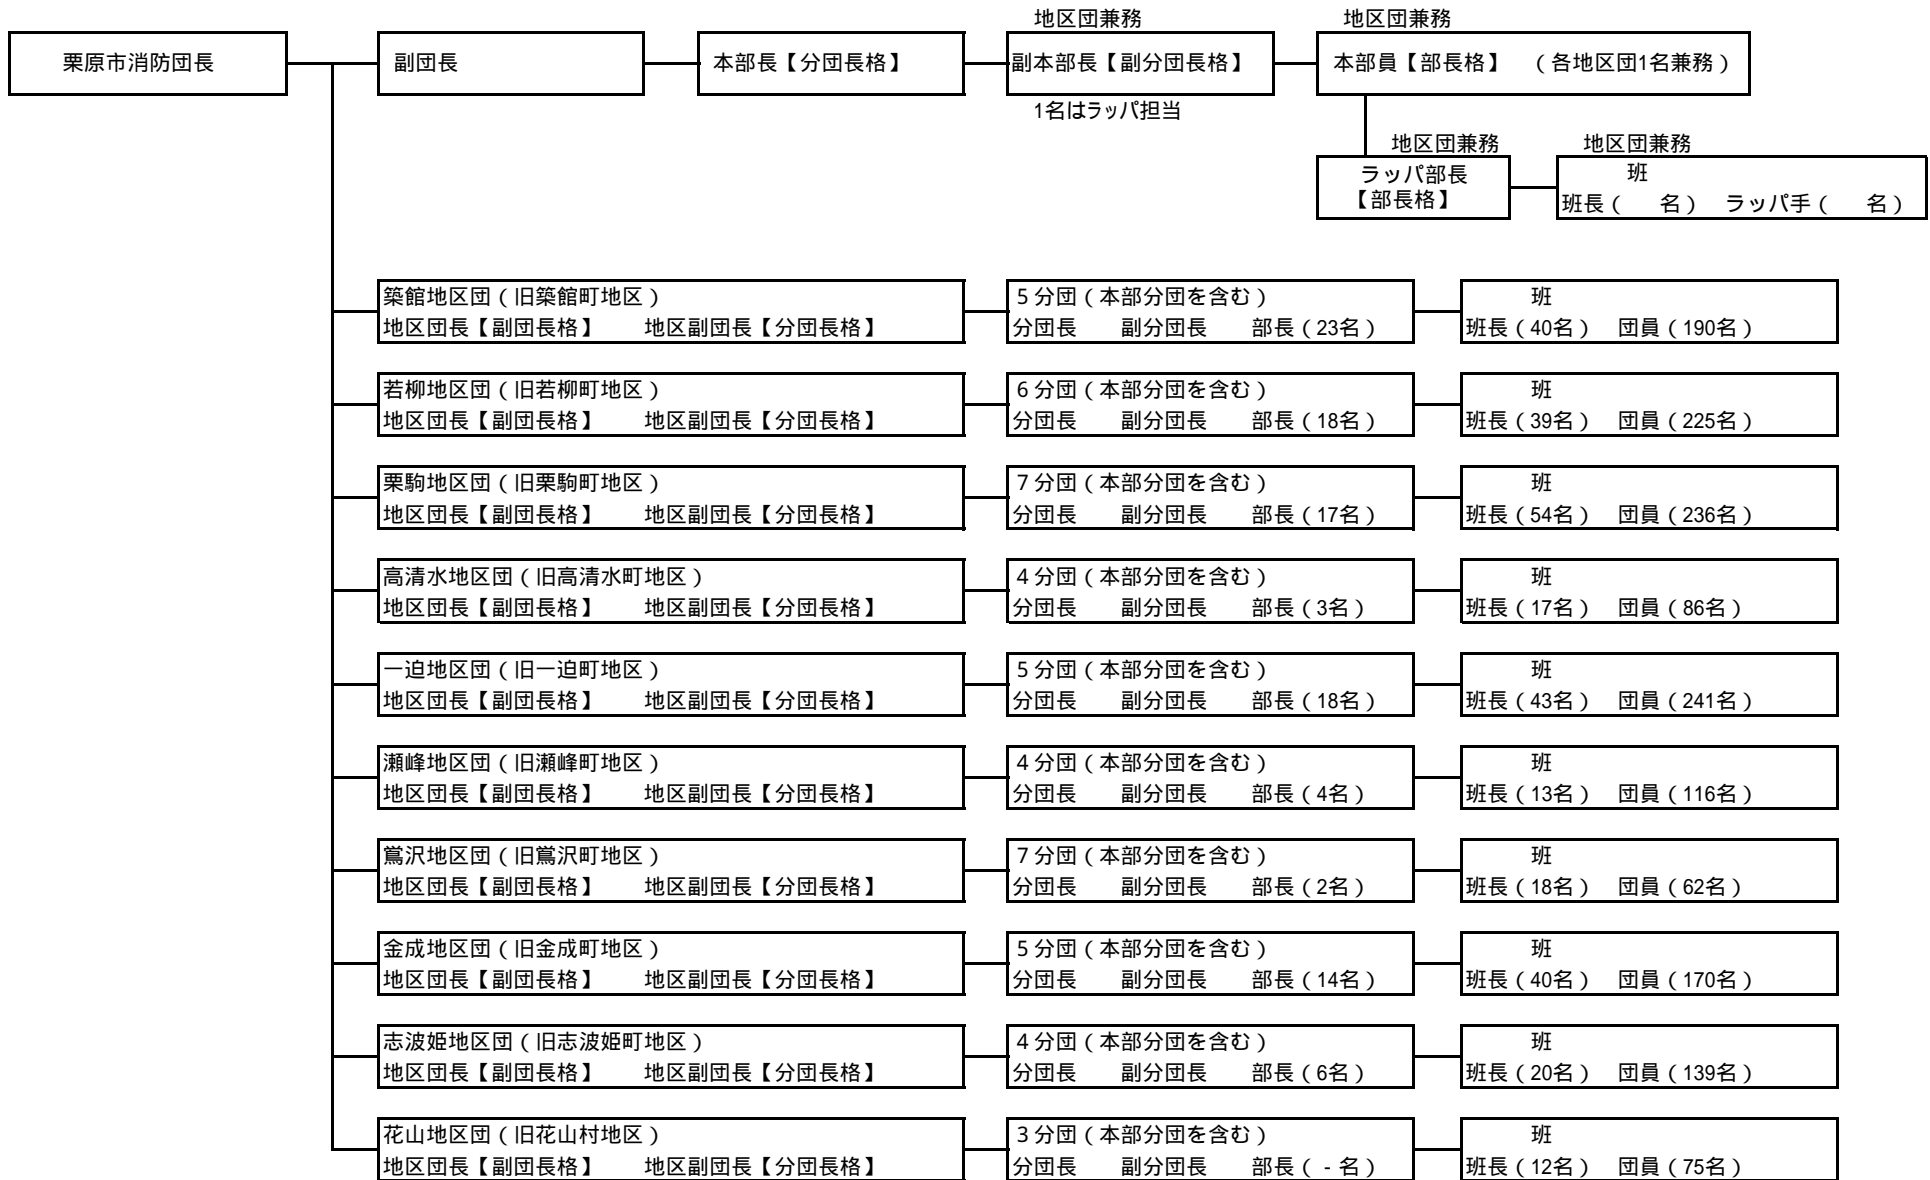 地区団兼務　地区団兼務
栗原市消防団長　副団長　本部長【分団長格】　副本部長【副分団長格】　本部員【部長格】　（各地区団1名兼務）
1名はラッパ担当
地区団兼務　地区団兼務
ラッパ部長　班
【部長格】　班長（　　名）　ラッパ手（　　名）
築館地区団（旧築館町地区）　５分団（本部分団を含む）　班
地区団長【副団長格】　地区副団長【分団長格】　分団長　副分団長　部長（23名）　班長（40名）　団員（190名）
若柳地区団（旧若柳町地区）　６分団（本部分団を含む）　班
地区団長【副団長格】　地区副団長【分団長格】　分団長　副分団長　部長（18名）　班長（39名）　団員（225名）
栗駒地区団（旧栗駒町地区）　７分団（本部分団を含む）　班
地区団長【副団長格】　地区副団長【分団長格】　分団長　副分団長　部長（17名）　班長（54名）　団員（236名）
高清水地区団（旧高清水町地区）　４分団（本部分団を含む）　班
地区団長【副団長格】　地区副団長【分団長格】　分団長　副分団長　部長（3名）　班長（17名）　団員（86名）
一迫地区団（旧一迫町地区）　５分団（本部分団を含む）　班
地区団長【副団長格】　地区副団長【分団長格】　分団長　副分団長　部長（18名）　班長（43名）　団員（241名）
瀬峰地区団（旧瀬峰町地区）　４分団（本部分団を含む）　班
地区団長【副団長格】　地区副団長【分団長格】　分団長　副分団長　部長（4名）　班長（13名）　団員（116名）
鶯沢地区団（旧鶯沢町地区）　７分団（本部分団を含む）　班
地区団長【副団長格】　地区副団長【分団長格】　分団長　副分団長　部長（2名）　班長（18名）　団員（62名）
金成地区団（旧金成町地区）　５分団（本部分団を含む）　班
地区団長【副団長格】　地区副団長【分団長格】　分団長　副分団長　部長（14名）　班長（40名）　団員（170名）
志波姫地区団（旧志波姫町地区）　４分団（本部分団を含む）　班
地区団長【副団長格】　地区副団長【分団長格】　分団長　副分団長　部長（6名）　班長（20名）　団員（139名）
花山地区団（旧花山村地区）　３分団（本部分団を含む）　班
地区団長【副団長格】　地区副団長【分団長格】　分団長　副分団長　部長（ - 名）　班長（12名）　団員（75名）